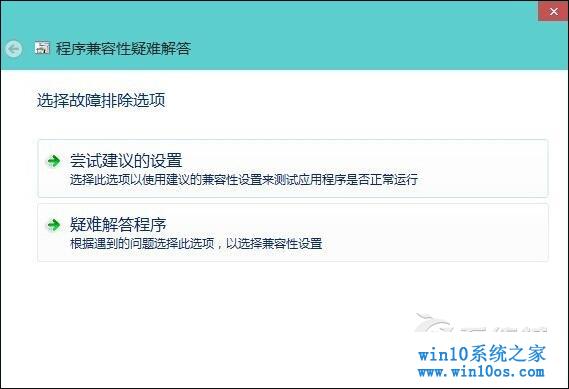 程序兼容性疑难解答
选择故障排除选项
尝试建议的设置
选择此选项以使用建议的兼容性设置来测试应用程序是否正常运行
疑难解答程序
根据遇到的问题选择此选项，以选择兼容性设置
win10系统之家
www.win10os.com